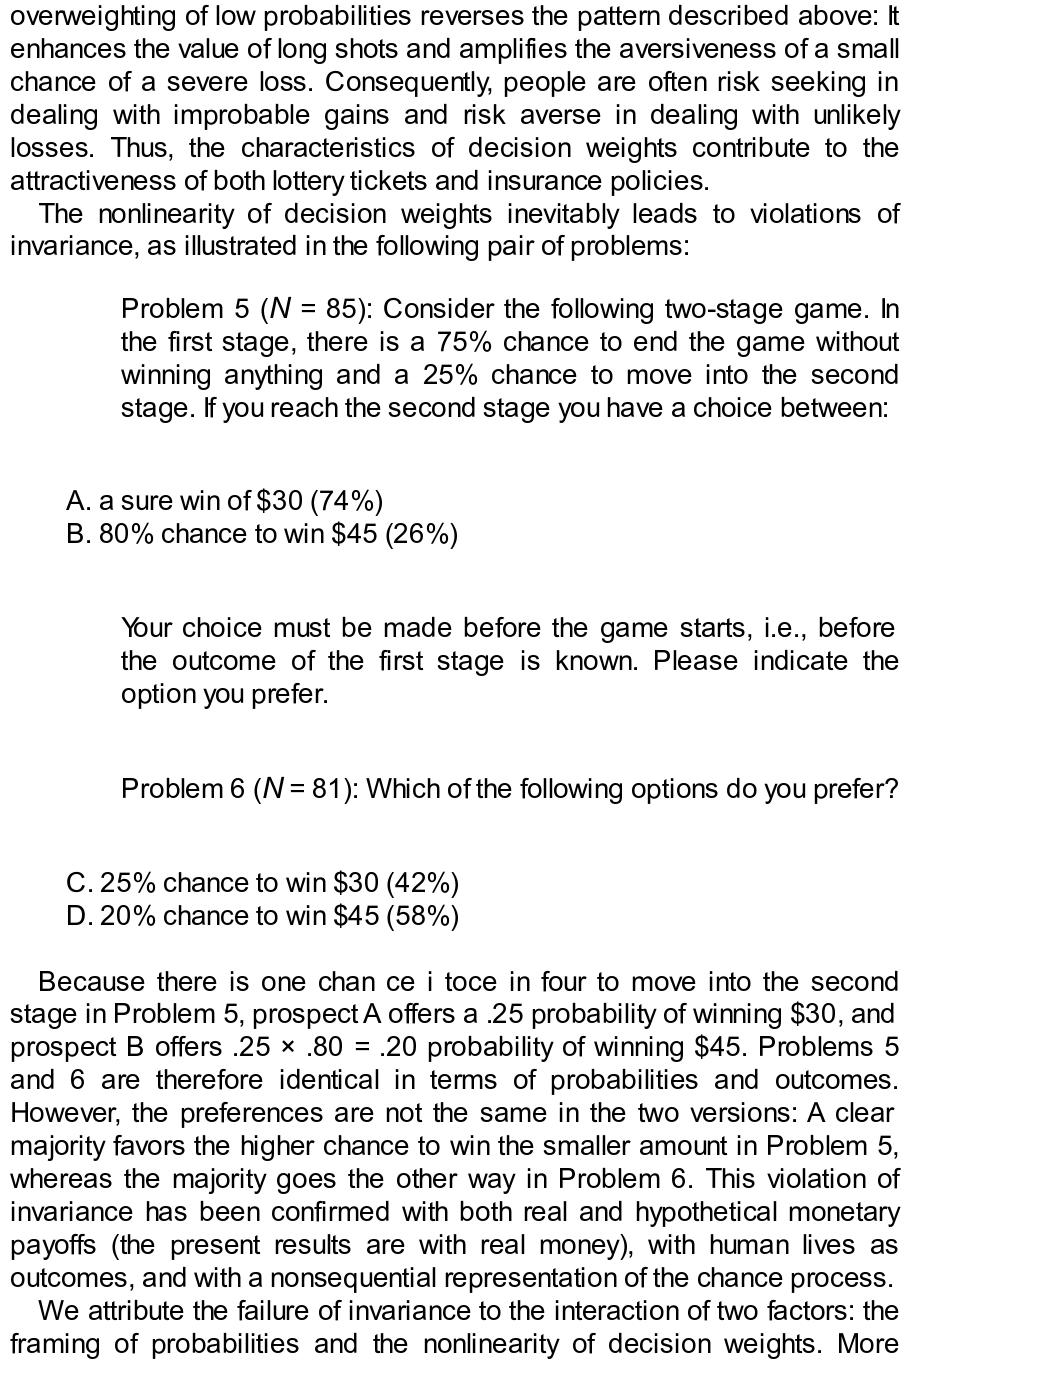 overweighting of low probabilities reverses the pattern described above: It
enhances the value of long shots and amplifies the aversiveness of a small
chance of a severe loss. Consequently, people are often risk seeking in
dealing with improbable gains and risk averse in dealing with unlikely
losses. Thus, the characteristics of decision weights contribute to the
attractiveness of both lottery tickets and insurance policies.
The nonlinearity of decision weights inevitably leads to violations of
invariance, as illustrated in the following pair of problems:
Problem 5 (N = 85): Consider the following two-stage game. In
the first stage, there is a 75% chance to end the game without
winning anything and a 25% chance to move into the second
stage. If you reach the second stage you have a choice between:
A. a sure win of $30 (74%)
B. 80% chance to win $45 (26%)
Your choice must be made before the game starts, i.e., before
the outcome of the first stage is known. Please indicate the
option you prefer.
Problem 6 (N = 81): Which of the following options do you prefer?
C. 25% chance to win $30 (42%)
D. 20% chance to win $45 (58%)
Because there is one chan ce i toce in four to move into the second
stage in Problem 5, prospect A offers a .25 probability of winning $30, and
prospect B offers .25 × .80 = .20 probability of winning $45. Problems 5
and 6 are therefore identical in terms of probabilities and outcomes.
However, the preferences are not the same in the two versions: A clear
majority favors the higher chance to win the smaller amount in Problem 5,
whereas the majority goes the other way in Problem 6. This violation of
invariance has been confirmed with both real and hypothetical monetary
payoffs (the present results are with real money), with human lives as
outcomes, and with a nonsequential representation of the chance process.
We attribute the failure of invariance to the interaction of two factors: the
framing of probabilities and the nonlinearity of decision weights. More